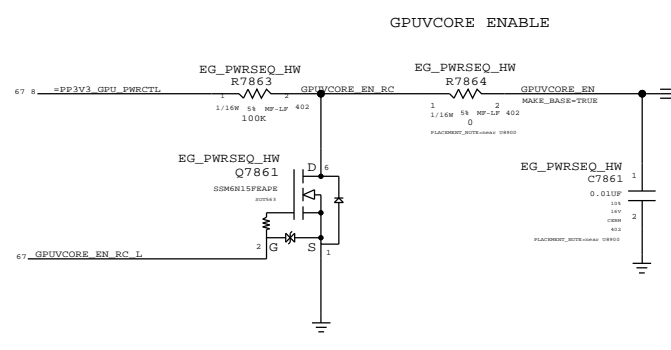 GPUVCORE ENABLE
EG_PWRSEQ_HW
R7863
EG_PWRSEQ_HW
R7864
67 8 =PP3V3_GPU_PWRCTL
1 2
GPUVCORE_EN_RC
GPUVCORE_EN
MAKE_BASE=TRUE
1/16W 5% MF-LF 402
100K
1 2
1/16W 5% MF-LF 402
0
PLACEMENT_NOTE=near U8900
EG_PWRSEQ_HW
Q7861
SSM6N15FEAPE
SOT563
D 6
2 G S 1
67 GPUVCORE_EN_RC_L
EG_PWRSEQ_HW
C7861
0.01UF
10%
16V
CERM
402
1
2
PLACEMENT_NOTE=near U8900